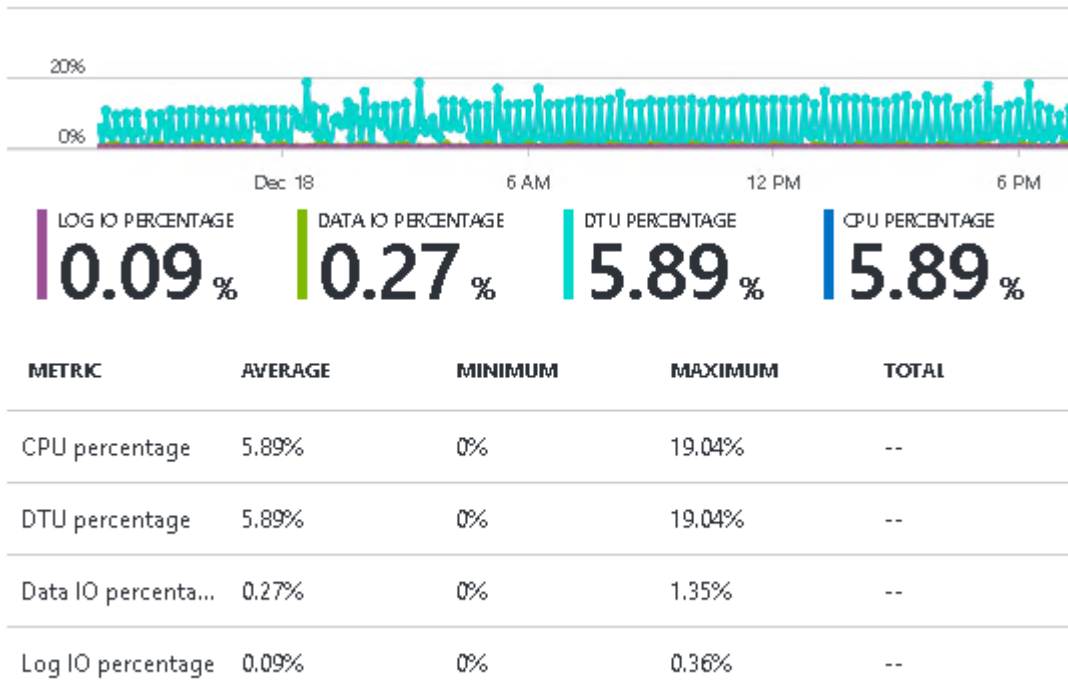 20%
0%
Dec 18 6 AM 12 PM 6 PM
LOG IO PERCENTAGE DATA IO PERCENTAGE DTU PERCENTAGE CPU PERCENTAGE
0.09 % 0.27 % 5.89 % 5.89 %
METRIC AVERAGE MINIMUM MAXIMUM TOTAL
CPU percentage 5.89% 0% 19.04% --
DTU percentage 5.89% 0% 19.04% --
Data IO percenta... 0.27% 0% 1.35% --
Log IO percentage 0.09% 0% 0.36% --